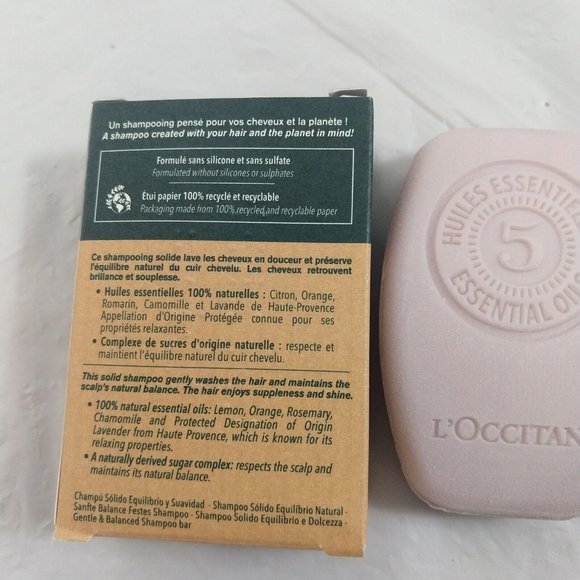 Un shampooing pensé pour vos cheveux et la planète !
A shampoo created with your hair and the planet in mind!
Formulé sans silicone et sans sulfate
Formulated without silicones or sulphates
Étui papier 100% recyclé et recyclable
Packaging made from 100% recycled and recyclable paper
Ce shampooing solide lave les cheveux en douceur et préserve
l'équilibre naturel du cuir chevelu. Les cheveux retrouvent
brillance et souplesse.
• Huiles essentielles 100% naturelles : Citron, Orange,
Romarin, Camomille et Lavande de Haute-Provence
Appellation d'Origine Protégée connue pour ses
propriétés relaxantes.
• Complexe de sucres d'origine naturelle : respecte et
maintient l'équilibre naturel du cuir chevelu.
This solid shampoo gently washes the hair and maintains the
scalp's natural balance. The hair enjoys suppleness and shine.
• 100% natural essential oils: Lemon, Orange, Rosemary,
Chamomile and Protected Designation of Origin
Lavender from Haute Provence, which is known for its
relaxing properties.
• A naturally derived sugar complex: respects the scalp and
maintains its natural balance.
Champú Sólido Equilibrio y Suavidad - Shampoo Sólido Equilíbrio Natural -
Sanfte Balance Festes Shampoo - Shampoo Solido Equilibrio e Dolcezza -
Gentle & Balanced Shampoo bar
HUILES ESSENTIE
5
ESSENTIAL OIL
L'OCCITAN